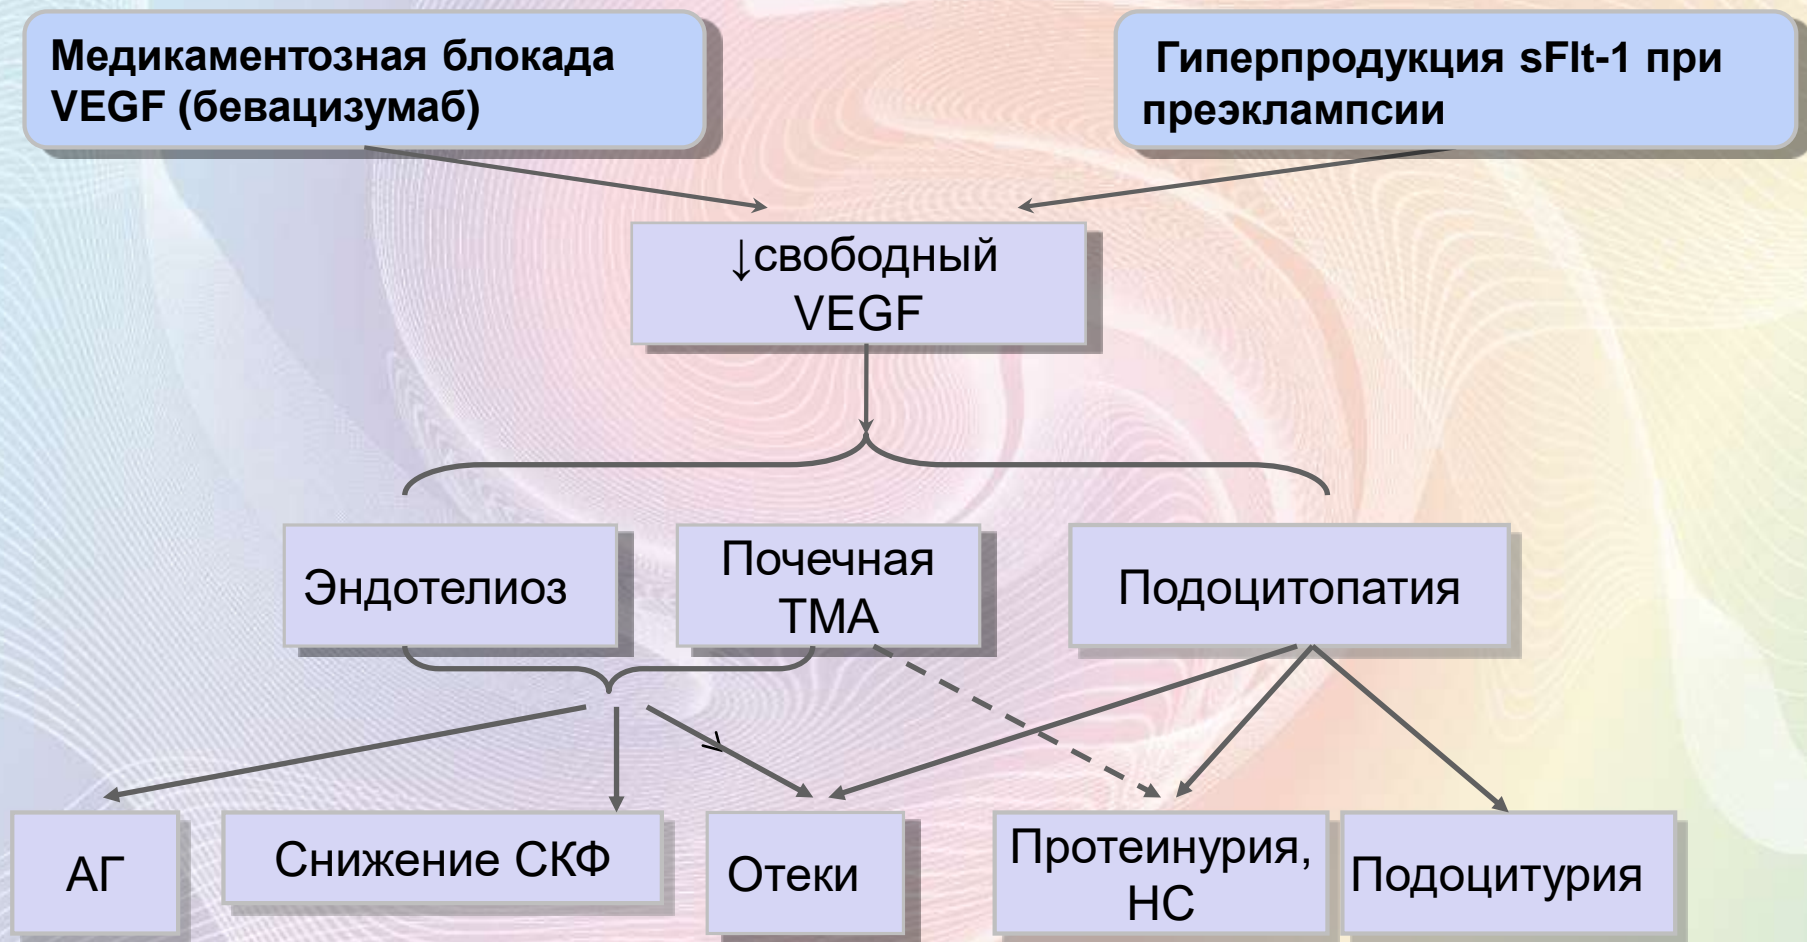 Медикаментозная блокада
VEGF (бевацизумаб)
Гиперпродукция sFlt-1 при
преэклампсии
↓свободный
VEGF
Эндотелиоз
Почечная
ТМА
Подоцитопатия
АГ
Снижение СКФ
Отеки
Протеинурия,
НС
Подоцитурия